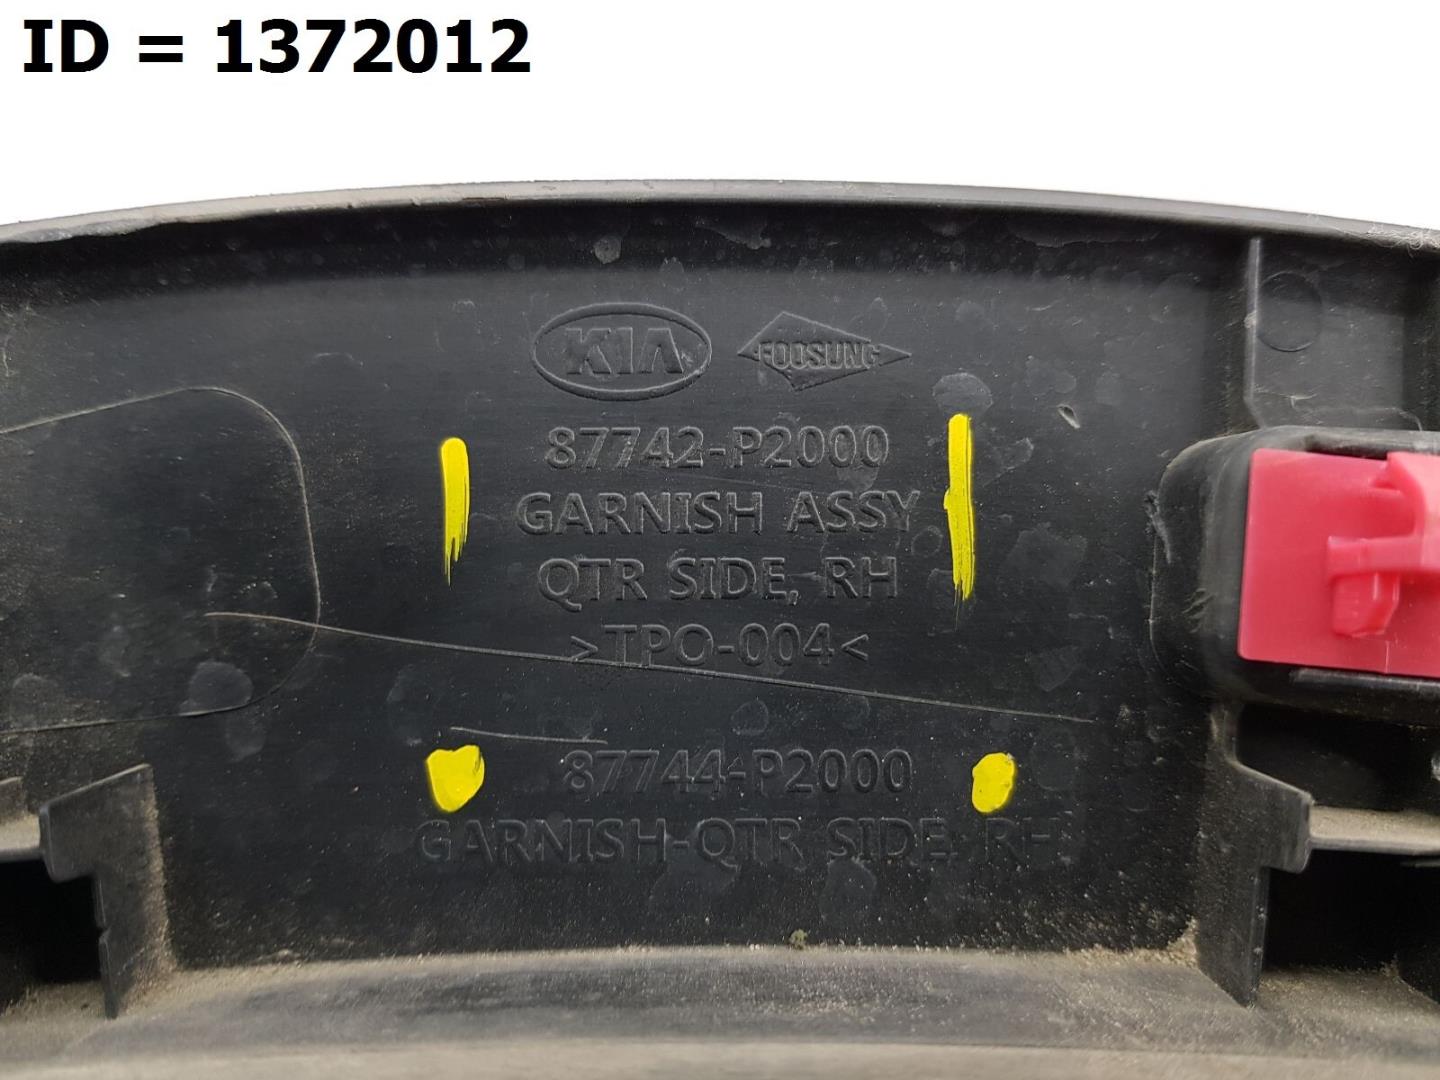 ID = 1372012
KIA FOOSUNG
87742-P2000
GARNISH ASSY
QTR SIDE, RH
>TPO-004<
87744-P2000
GARNISH-QTR SIDE, RH